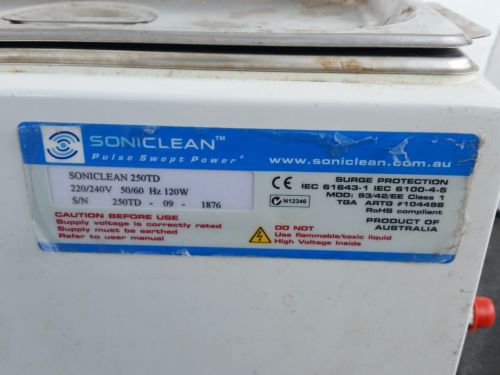 SONICLEAN™
Pulse Swept Power
www.soniclean.com.au
SONICLEAN 250TD
220/240V 50/60 Hz 120W
S/N 250TD - 09 - 1876
CE
N12346
SURGE PROTECTION
IEC 61643-1 IEC 6100-4-5
MDD: 93/42/EE Class 1
TGA ARTG #104498
RoHS compliant
PRODUCT OF
AUSTRALIA
CAUTION BEFORE USE
Supply voltage is correctly rated
Supply must be earthed
Refer to user manual
DO NOT
Use flammable/toxic liquid
High Voltage Inside